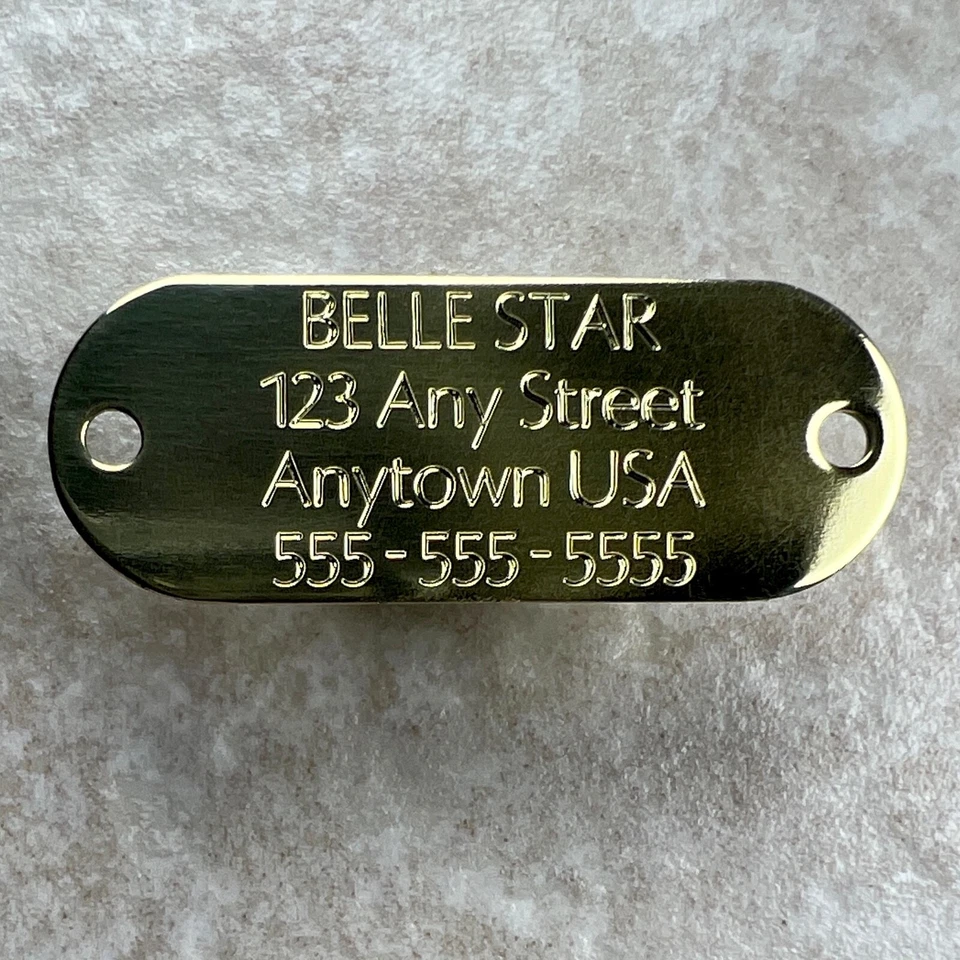 BELLE STAR
123 Any Street
Anytown USA
555-555-5555